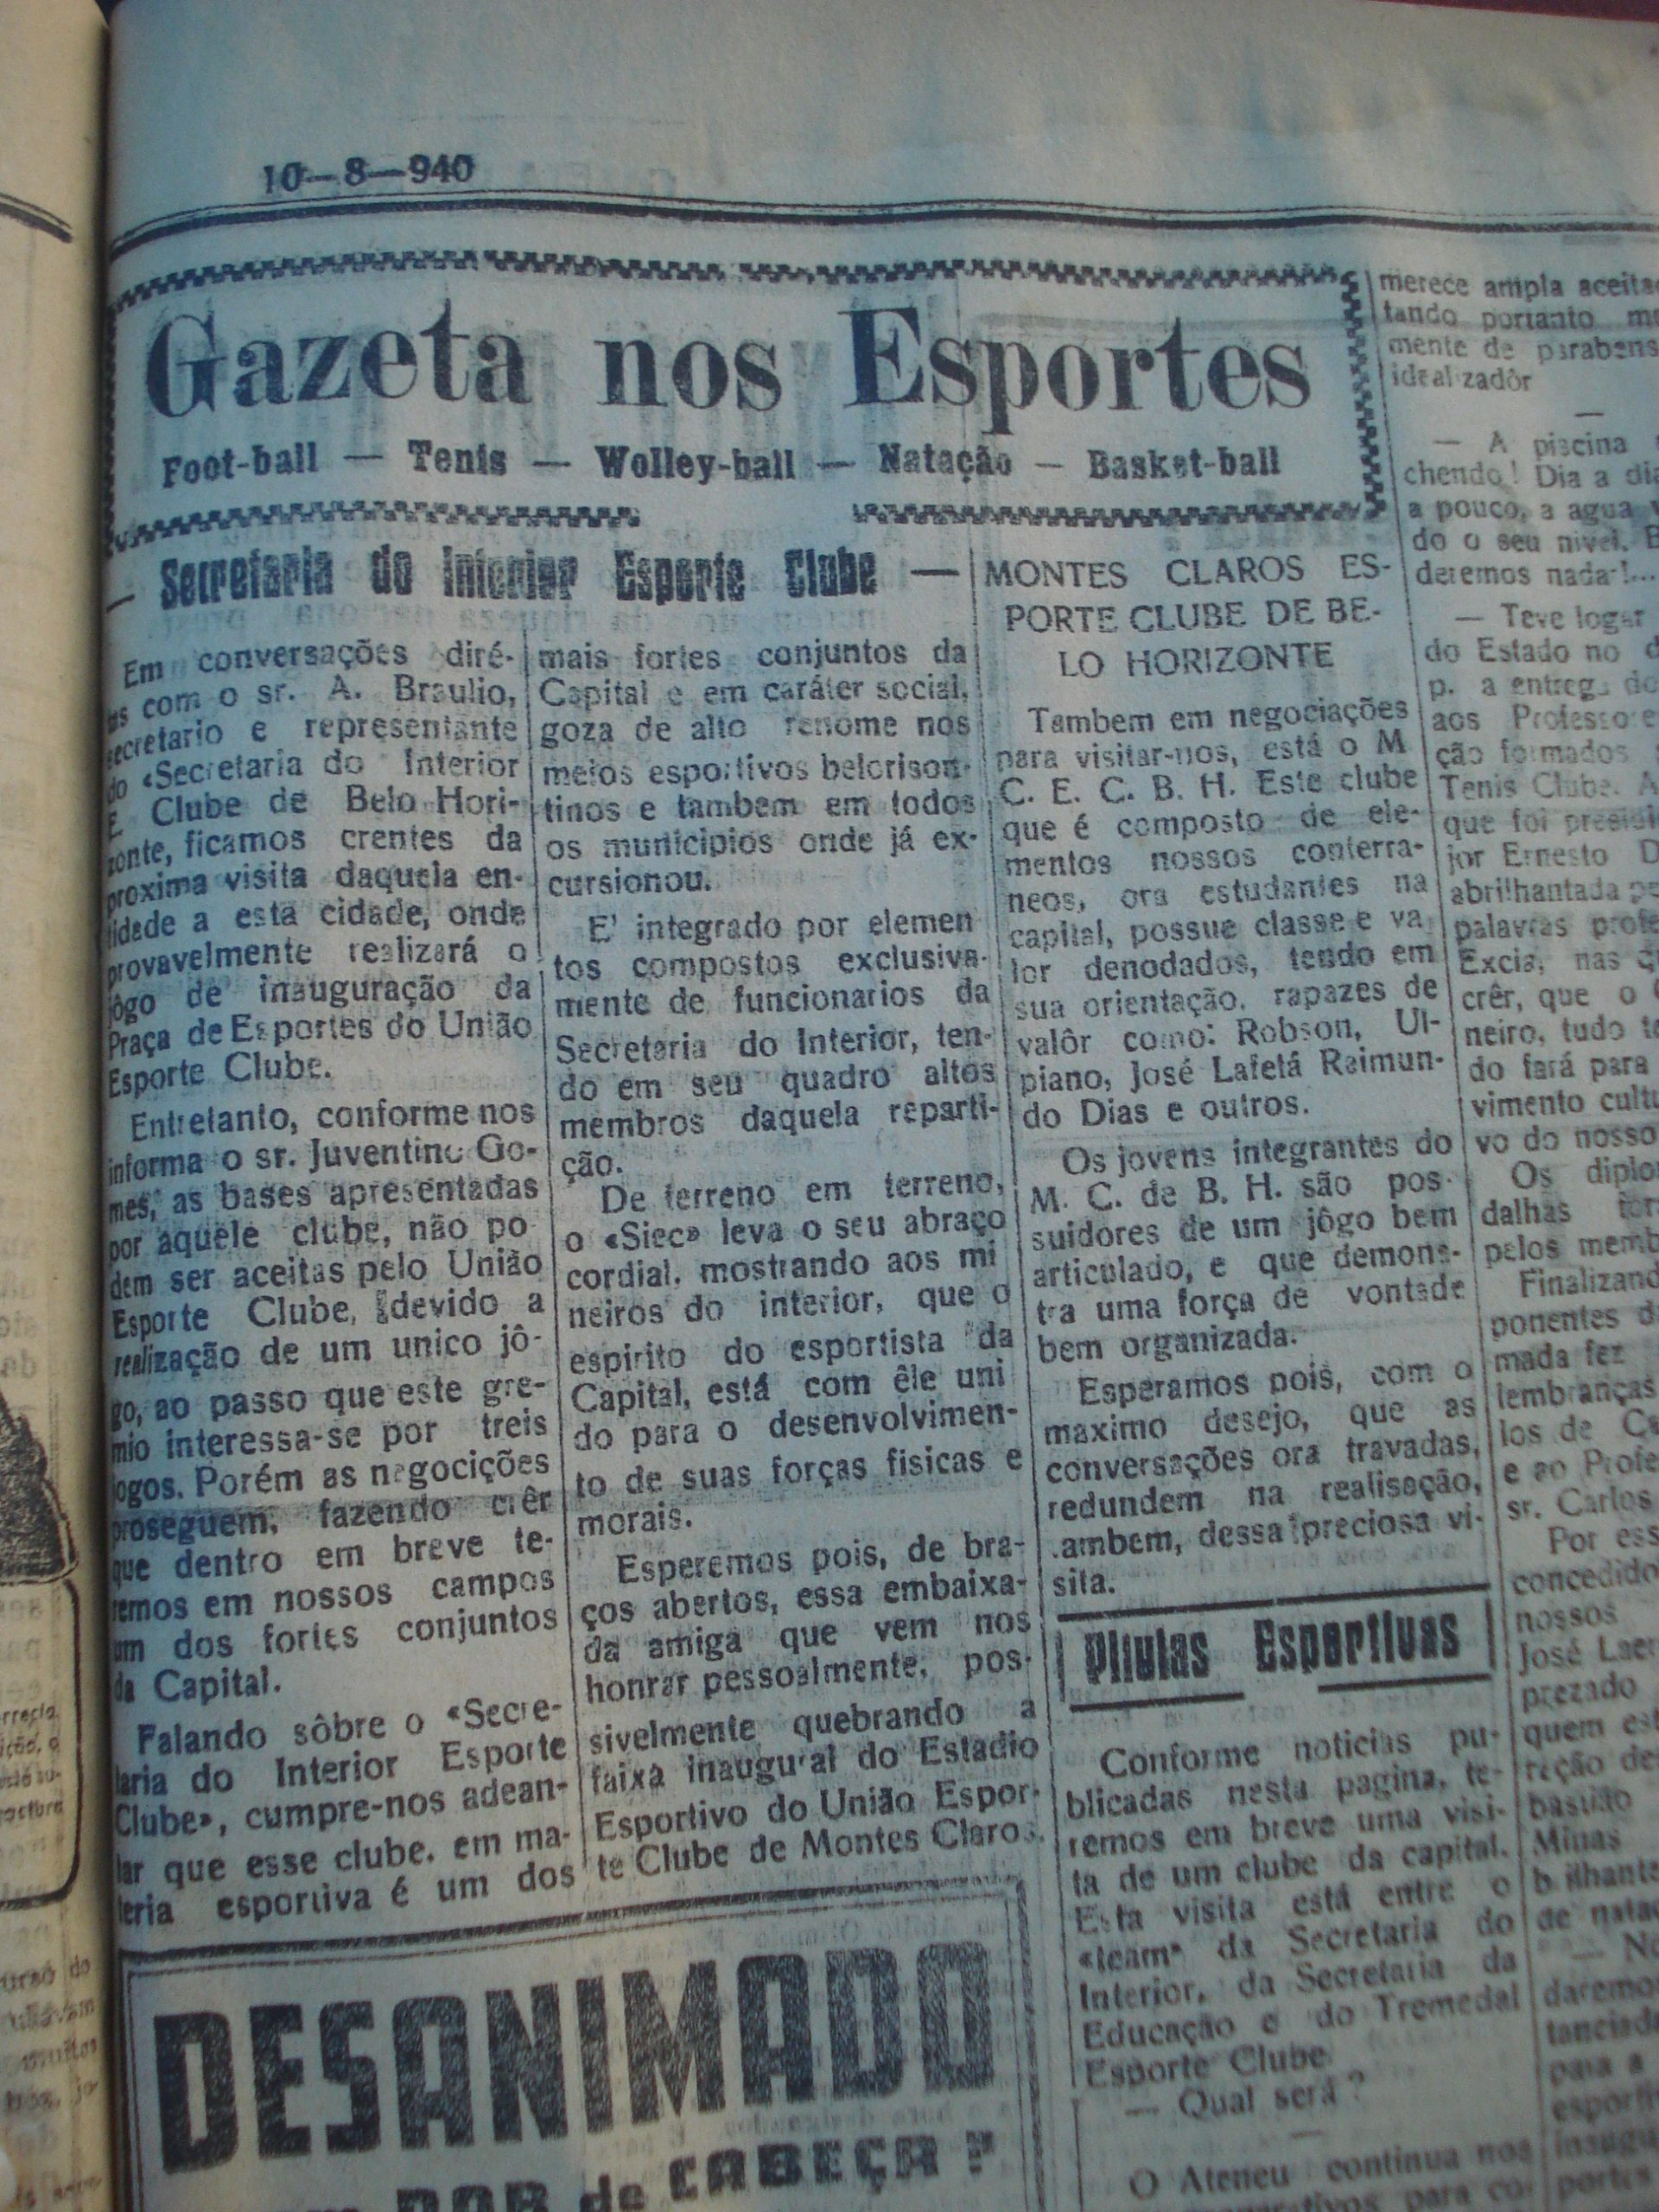 10-8-940
Gazeta nos Esportes
Foot-ball — Tenis — Wolley-ball — Natação — Basket-ball
— Secretaria do Interior Esporte Clube —
Em conversações diré-
tas com o sr. A. Braulio,
secretario e representante
do «Secretaria do Interior
E. Clube de Belo Hori-
zonte, ficamos crentes da
proxima visita daquela en-
tidade a esta cidade, onde
provavelmente realizará o
jôgo de inauguração da
Praça de Esportes do União
Esporte Clube.
Entretanto, conforme nos
informa o sr. Juventino Go-
mes, as bases apresentadas
por aquele clube, não po
dem ser aceitas pelo União
Esporte Clube, devido a
realização de um unico jô-
go, ao passo que este gre-
mio interessa-se por treis
jogos. Porém as negocições
proseguem, fazendo crêr
que dentro em breve te-
remos em nossos campos
um dos fortes conjuntos
da Capital.
Falando sôbre o «Secre-
taria do Interior Esporte
Clube», cumpre-nos adean-
tar que esse clube, em ma-
teria esportiva é um dos
mais fortes conjuntos da
Capital e em caráter social,
goza de alto renome nos
meios esportivos belorison-
tinos e tambem em todos
os municipios onde já ex-
cursionou.
E' integrado por elemen
tos compostos exclusiva-
mente de funcionarios da
Secretaria do Interior, ten-
do em seu quadro altos
membros daquela reparti-
ção.
De terreno em terreno,
o «Siec» leva o seu abraço
cordial, mostrando aos mi
neiros do interior, que o
espirito do esportista da
Capital, está com êle uni
do para o desenvolvimen-
to de suas forças fisicas e
morais.
Esperemos pois, de bra-
ços abertos, essa embaixa-
da amiga que vem nos
honrar pessoalmente, pos-
sivelmente quebrando a
faixa inaugural do Estadio
Esportivo do União Espor-
te Clube de Montes Claros.
DESANIMADO
DOR de CABEÇA?
MONTES CLAROS ES-
PORTE CLUBE DE BE-
LO HORIZONTE
Tambem em negociações
para visitar-nos, está o M
C. E. C. B. H. Este clube
que é composto de ele-
mentos nossos conterra-
neos, ora estudantes na
capital, possue classe e va
lor denodados, tendo em
sua orientação, rapazes de
valôr como: Robson, Ul-
piano, José Lafetá Raimun-
do Dias e outros.
Os jovens integrantes do
M. C. de B. H. são pos-
suidores de um jôgo bem
articulado, e que demons-
tra uma força de vontade
bem organizada.
Esperamos pois, com o
maximo desejo, que as
conversações ora travadas,
redundem na realisação,
tambem, dessa preciosa vi-
sita.
Pilulas Esportivas
Conforme noticias pu-
blicadas nesta pagina, te-
remos em breve uma visi-
ta de um clube da capital.
Esta visita está entre o
«team» da Secretaria do
Interior, da Secretaria da
Educação e do Tremedal
Esporte Clube.
— Qual será?
O Ateneu continua nos
para co-
merece ampla
tando portanto
mente de parabens
idealizadôr
— A piscina
chendo! Dia a
a pouco, a agua
do o seu nivel.
deremos nada!...
— Teve logar
do Estado no
p. a entrega
aos
ção formados
Tenis Clube.
que foi
jor Ernesto
abrilhantada
palavras
Excia, nas
crêr, que o
neiro, tudo
do fará para
vimento
vo do nosso
Os
dalhas
pelos
ponentes
mada fez
lembranças
los de
e ao
sr. Carlos
Por
concedido
nossos
José
prezado
quem
reção
bastião
Minas
de